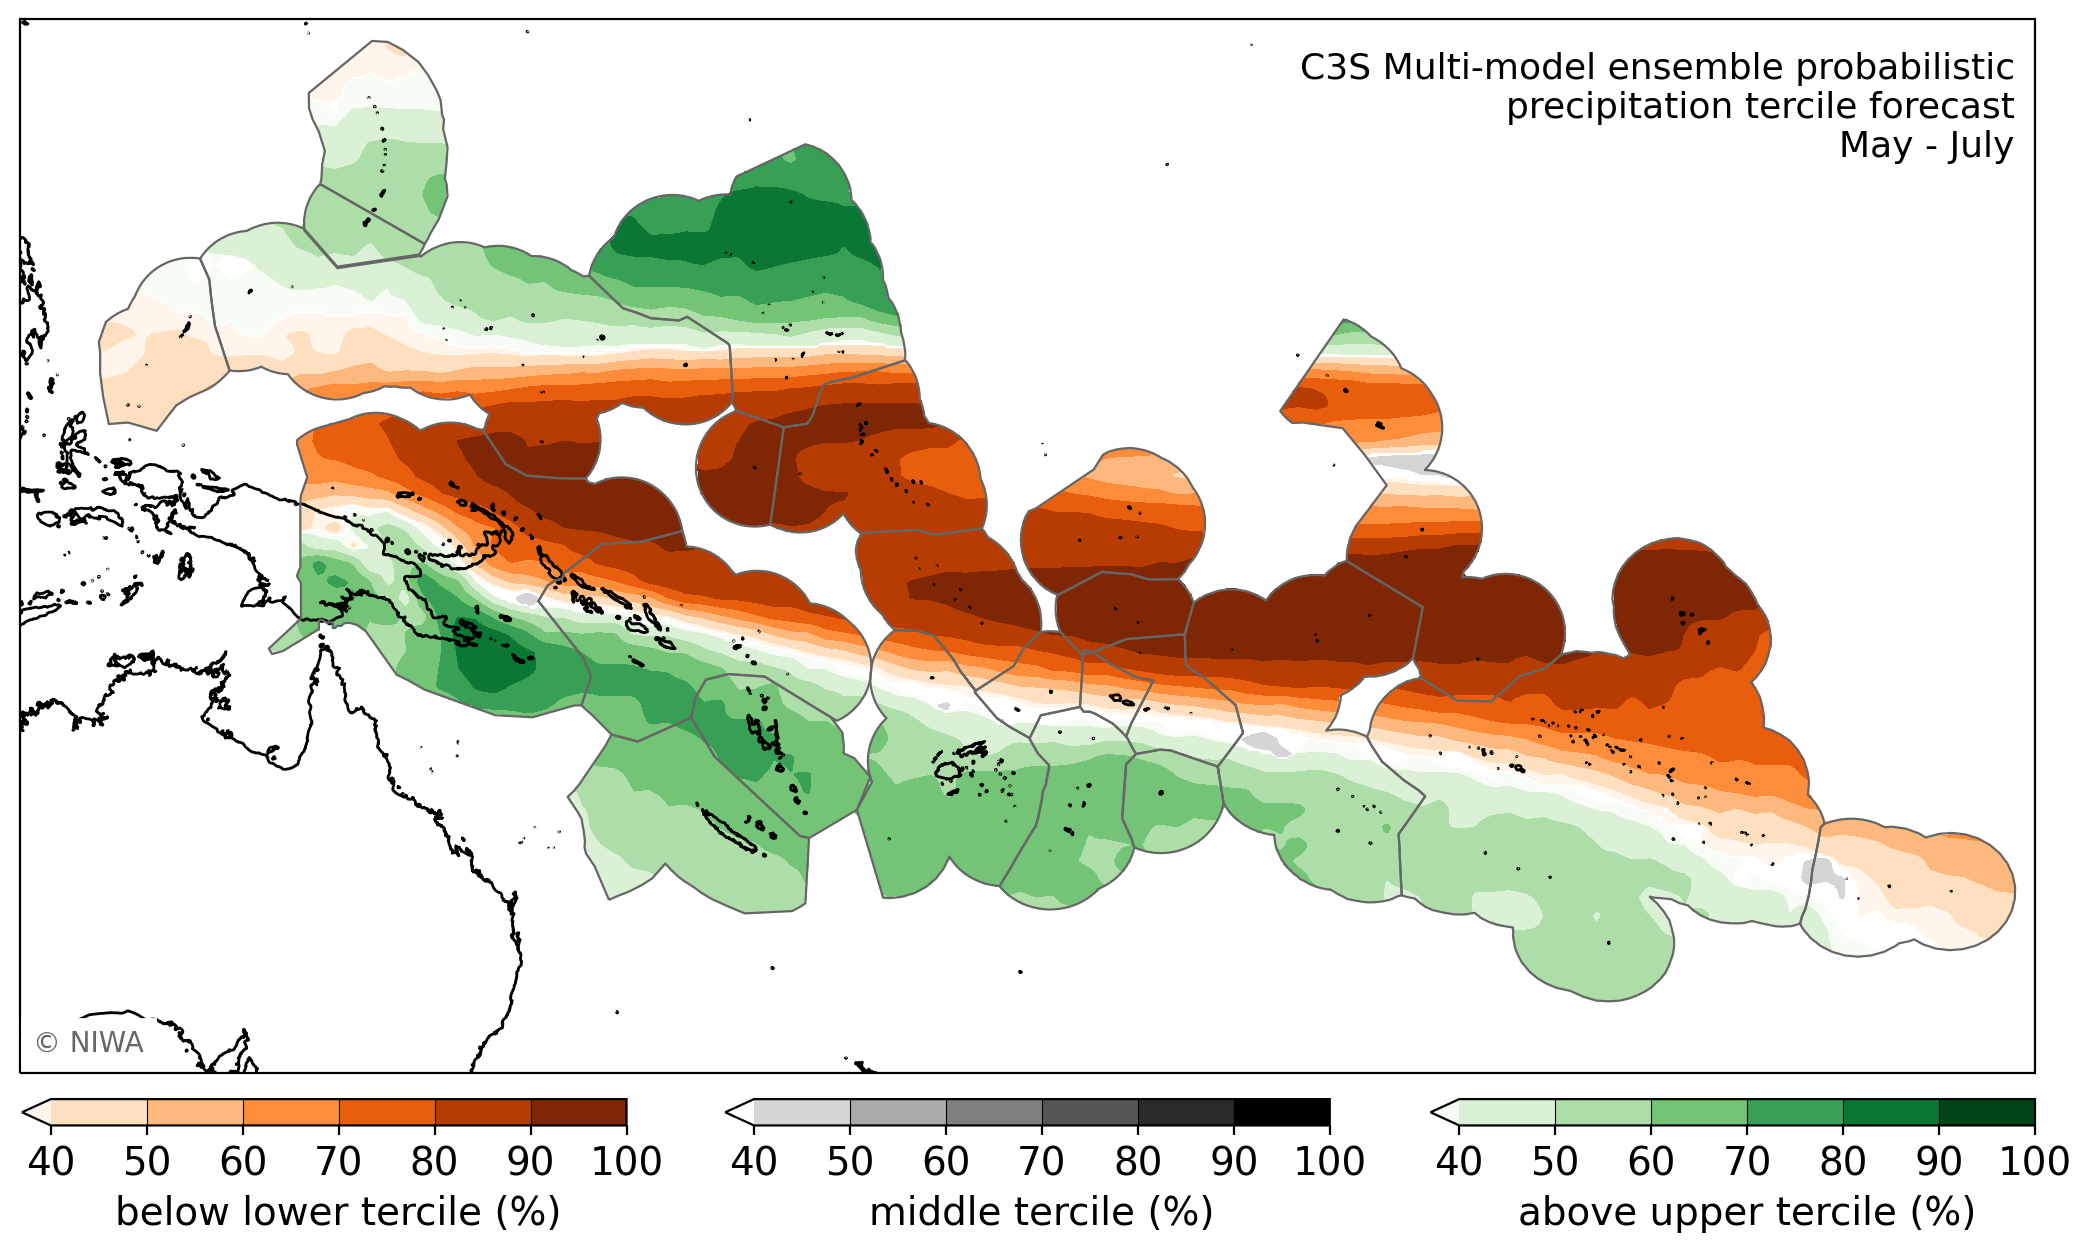 C3S Multi-model ensemble probabilistic
precipitation tercile forecast
May - July
© NIWA
40 50 60 70 80 90 100
below lower tercile (%)
40 50 60 70 80 90 100
middle tercile (%)
40 50 60 70 80 90 100
above upper tercile (%)